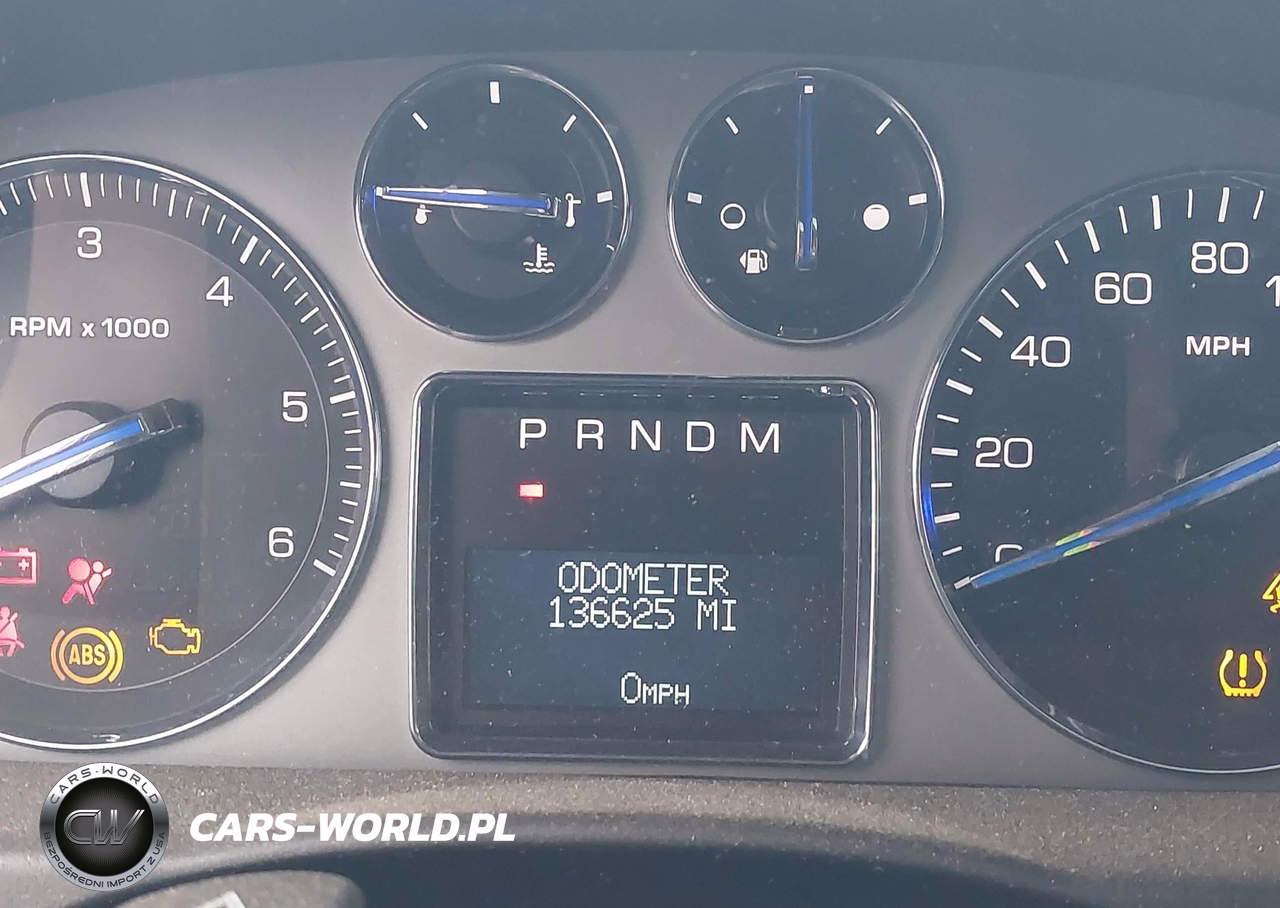 3
4
5
6
RPM x 1000
ABS
P R N D M
ODOMETER
136625 MI
0MPH
20
40
60
80
MPH
CARS-WORLD
CW
BEZPOŚREDNI IMPORT Z USA
CARS-WORLD.PL